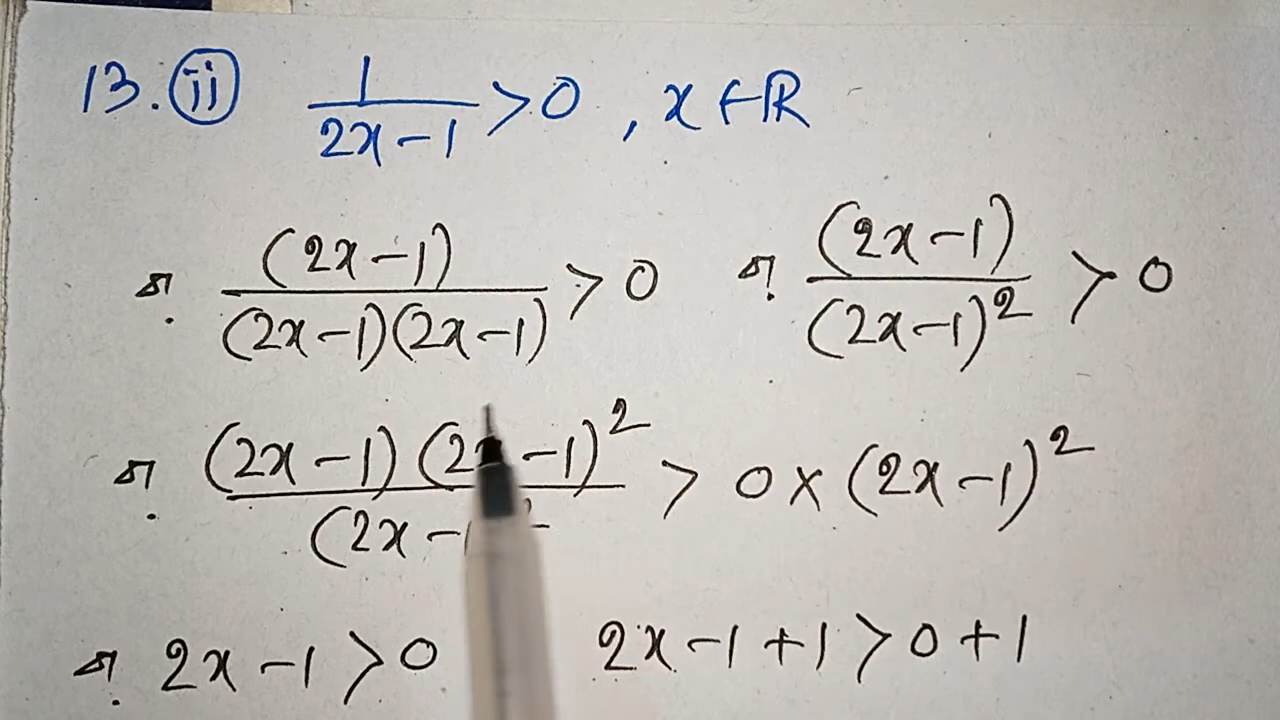 13. (ii) 1/(2x-1) > 0, x ∈ ℝ
বা, (2x-1)/((2x-1)(2x-1)) > 0 বা, (2x-1)/(2x-1)² > 0
বা, (2x-1)(2x-1)²/(2x-1)² > 0 × (2x-1)²
বা, 2x-1 > 0 2x-1+1 > 0+1